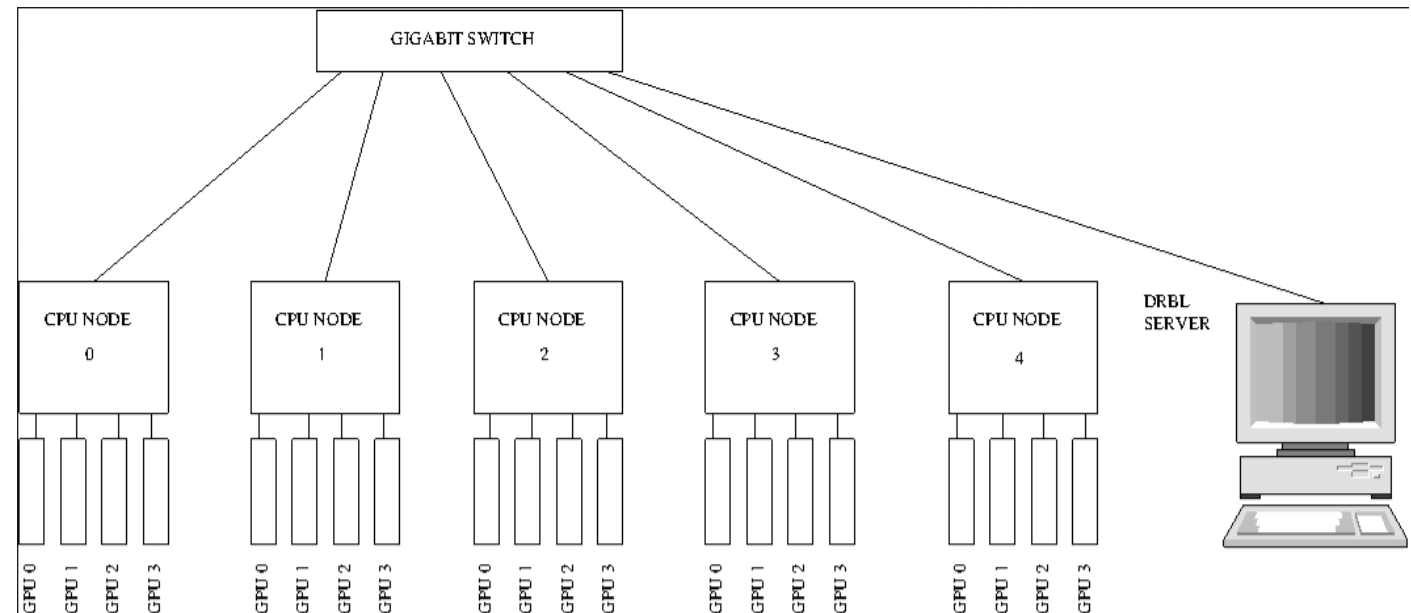 GIGABIT SWITCH
DRBL
SERVER
CPU NODE
0
CPU NODE
1
CPU NODE
2
CPU NODE
3
CPU NODE
4
GPU 0
GPU 1
GPU 2
GPU 3
GPU 0
GPU 1
GPU 2
GPU 3
GPU 0
GPU 1
GPU 2
GPU 3
GPU 0
GPU 1
GPU 2
GPU 3
GPU 0
GPU 1
GPU 2
GPU 3